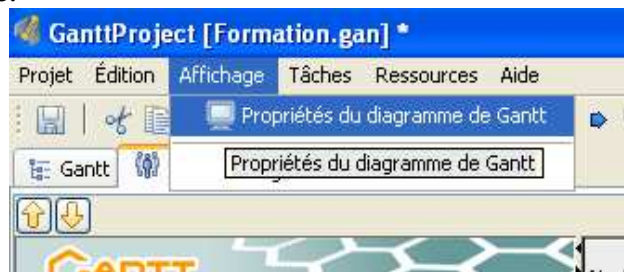 GanttProject [Formation.gan] *
Projet Édition Affichage Tâches Ressources Aide
Propriétés du diagramme de Gantt
Gantt
Propriétés du diagramme de Gantt
GANTT